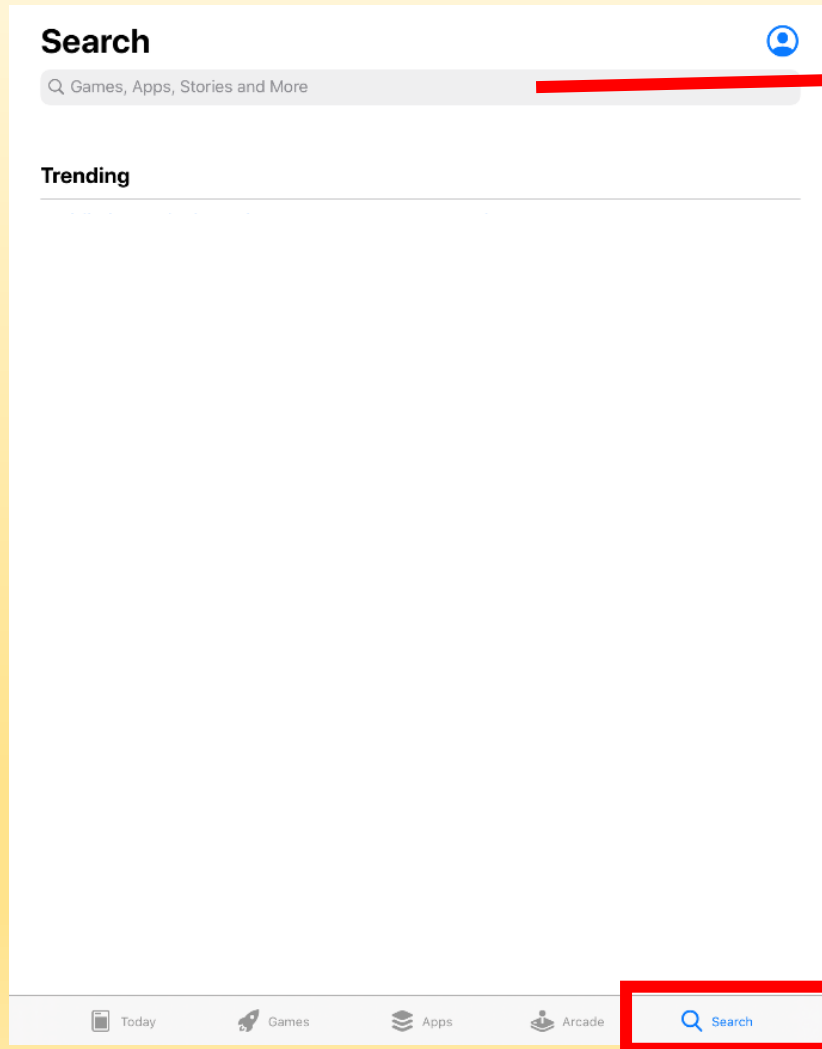 Search
Games, Apps, Stories and More
Trending
Today Games Apps Arcade Search